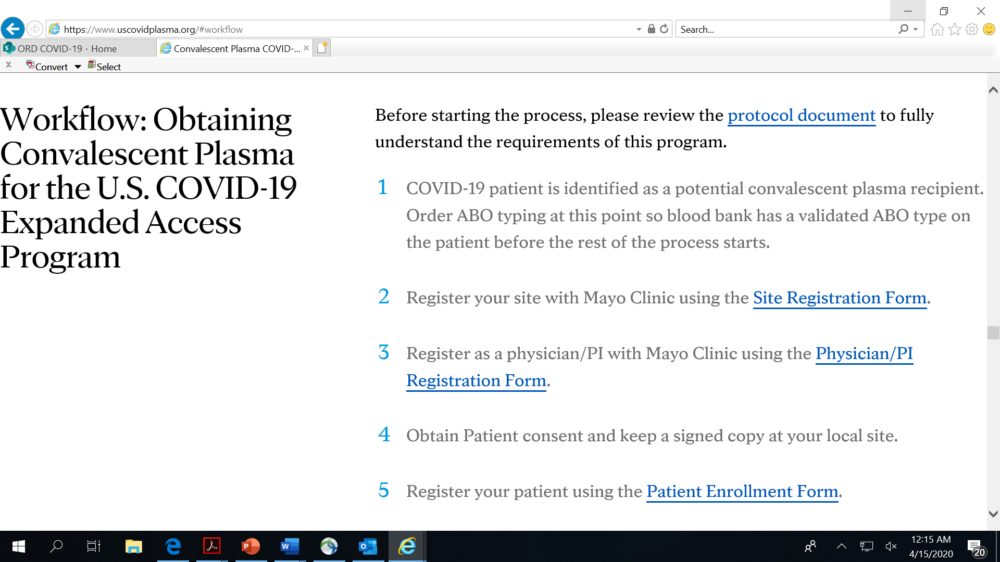 https://www.uscovidplasma.org/#workflow
Search...
ORD COVID-19 - Home
Convalescent Plasma COVID-...
Convert
Select
Workflow: Obtaining
Convalescent Plasma
for the U.S. COVID-19
Expanded Access
Program
Before starting the process, please review the protocol document to fully
understand the requirements of this program.
1 COVID-19 patient is identified as a potential convalescent plasma recipient.
Order ABO typing at this point so blood bank has a validated ABO type on
the patient before the rest of the process starts.
2 Register your site with Mayo Clinic using the Site Registration Form.
3 Register as a physician/PI with Mayo Clinic using the Physician/PI
Registration Form.
4 Obtain Patient consent and keep a signed copy at your local site.
5 Register your patient using the Patient Enrollment Form.
12:15 AM
4/15/2020
20